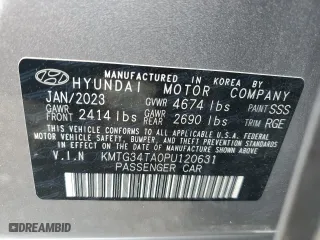 MANUFACTURED IN KOREA BY
HYUNDAI MOTOR COMPANY
JAN/2023 GVWR 4674 lbs PAINT SSS
GAWR FRONT 2414 lbs GAWR REAR 2690 lbs TRIM RGE
THIS VEHICLE CONFORMS TO ALL APPLICABLE U.S.
FEDERAL MOTOR VEHICLE SAFETY, BUMPER, AND
THEFT PREVENTION STANDARDS IN EFFECT ON
THE DATE OF MANUFACTURE SHOWN ABOVE.
V.I.N KMTG34TA0PU120631
PASSENGER CAR